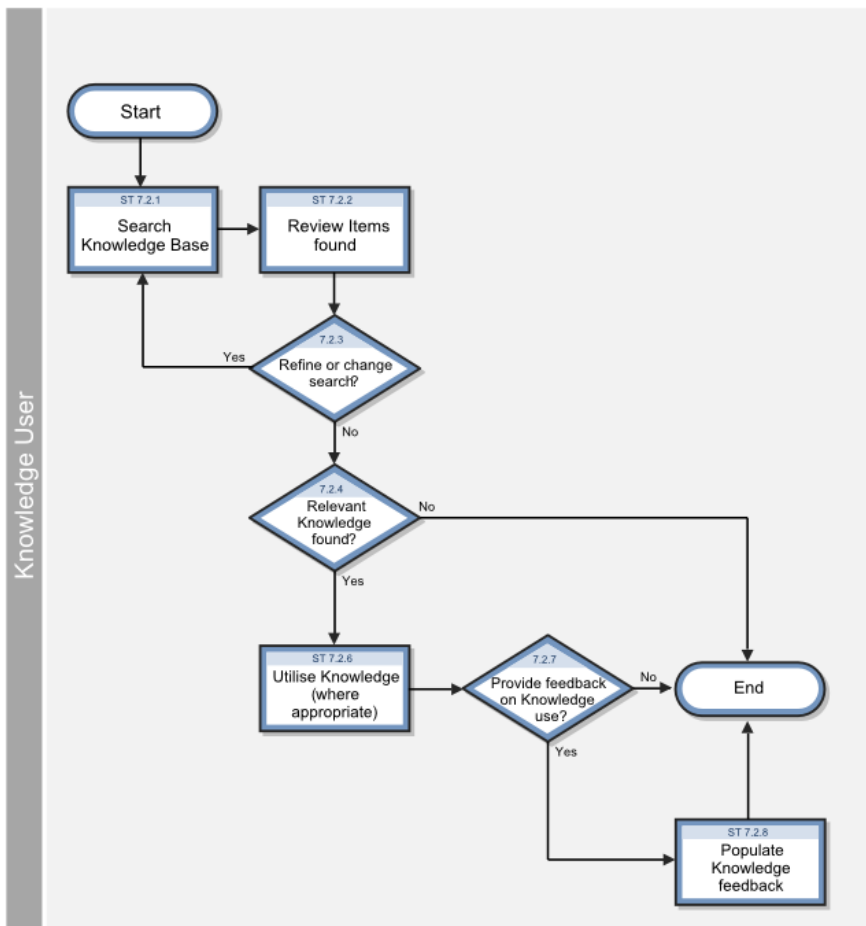 Knowledge User
Start
ST 7.2.1
Search
Knowledge Base
ST 7.2.2
Review Items
found
7.2.3
Refine or change
search?
Yes
No
7.2.4
Relevant
Knowledge
found?
No
Yes
ST 7.2.6
Utilise Knowledge
(where
appropriate)
7.2.7
Provide feedback
on Knowledge
use?
No
Yes
End
ST 7.2.8
Populate
Knowledge
feedback